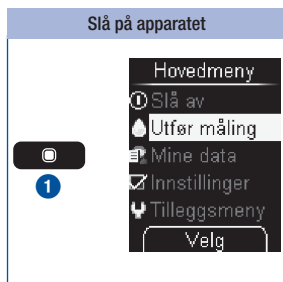 Slå på apparatet
1
Hovedmeny
Slå av
Utfør måling
Mine data
Innstillinger
Tilleggsmeny
Velg